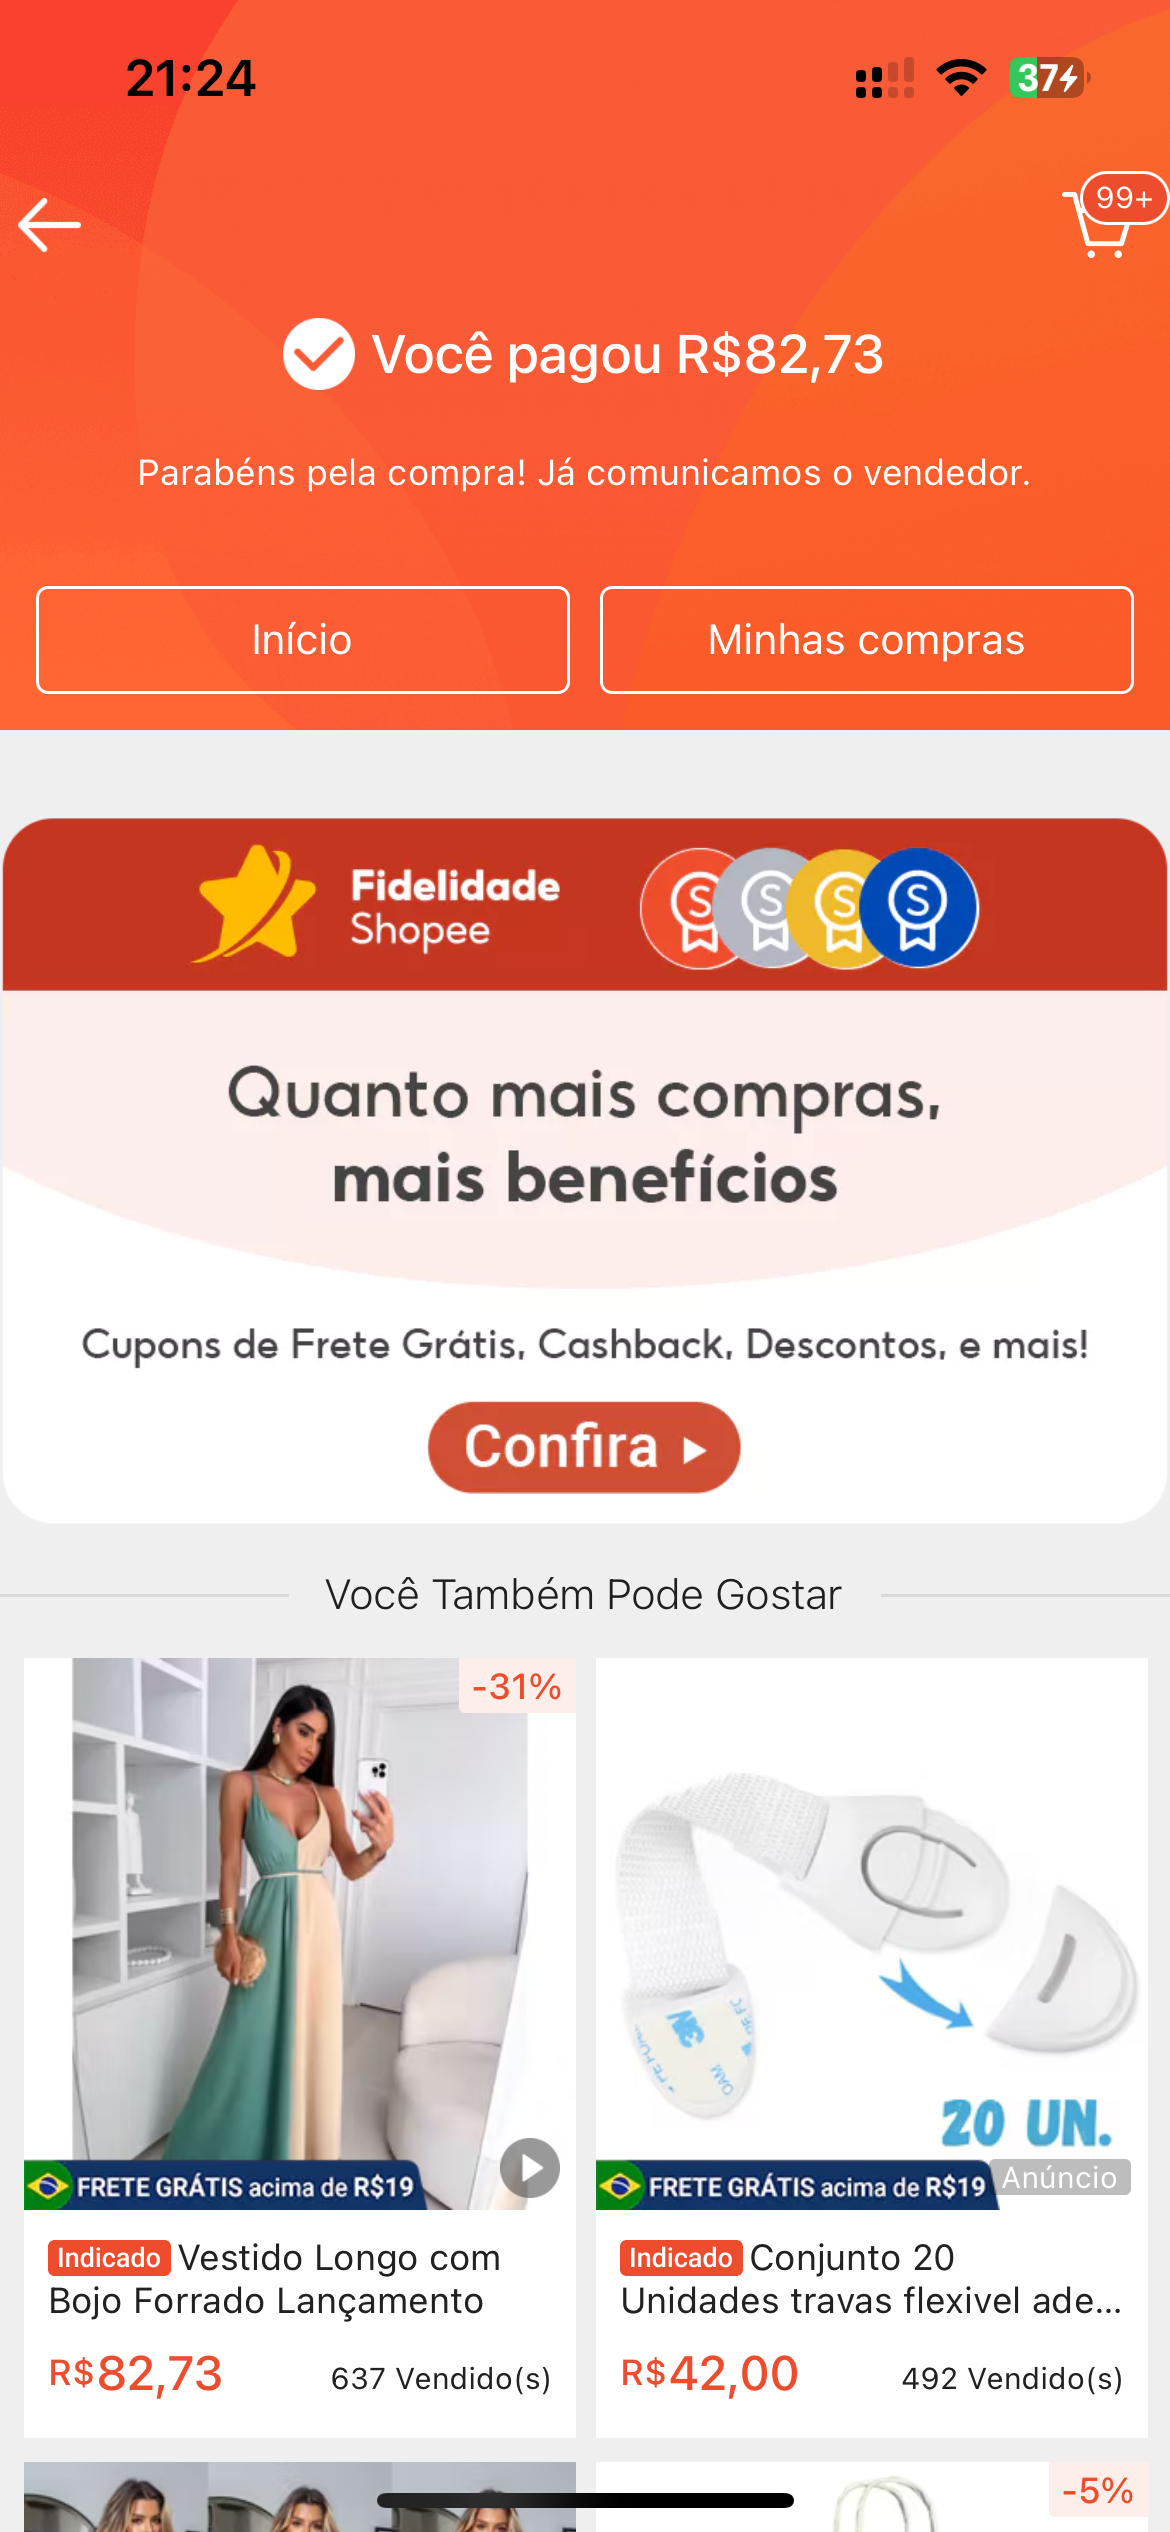 21:24
37
99+
Você pagou R$82,73
Parabéns pela compra! Já comunicamos o vendedor.
Início
Minhas compras
Fidelidade
Shopee
S S S S
Quanto mais compras,
mais benefícios
Cupons de Frete Grátis, Cashback, Descontos, e mais!
Confira
Você Também Pode Gostar
-31%
FRETE GRÁTIS acima de R$19
Indicado Vestido Longo com
Bojo Forrado Lançamento
R$82,73
637 Vendido(s)
20 UN.
FRETE GRÁTIS acima de R$19
Anúncio
Indicado Conjunto 20
Unidades travas flexivel ade...
R$42,00
492 Vendido(s)
-5%